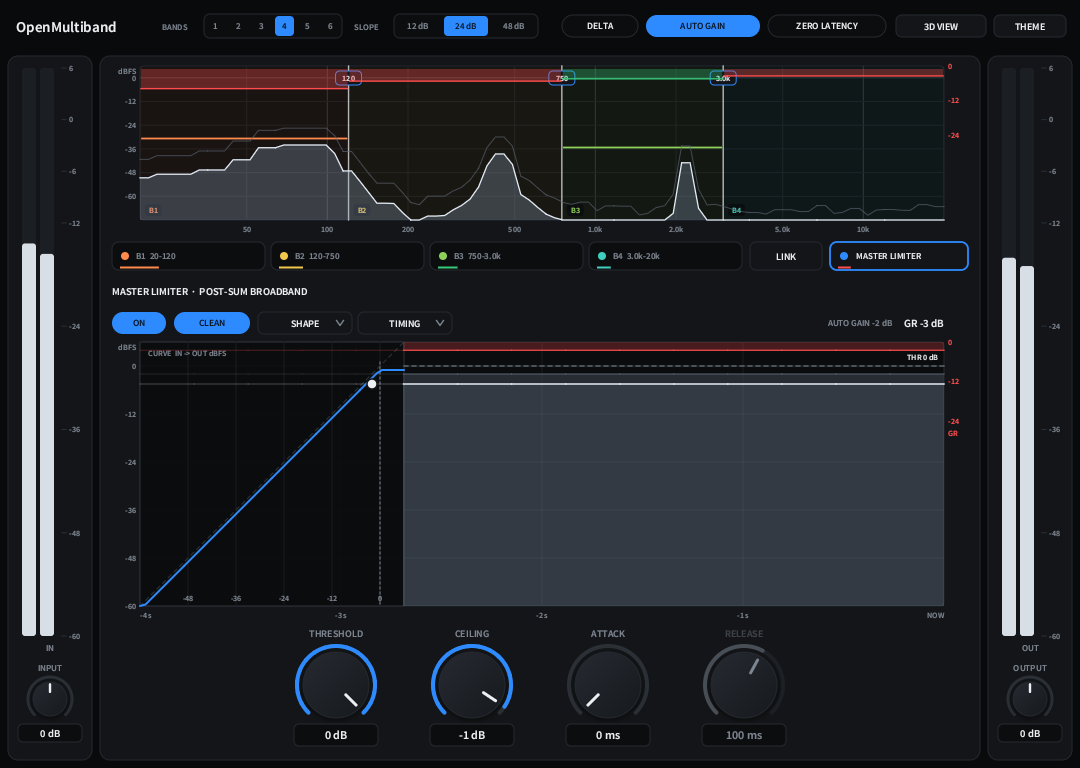 OpenMultiband
BANDS 1 2 3 4 5 6 SLOPE 12 dB 24 dB 48 dB DELTA AUTO GAIN ZERO LATENCY 3D VIEW THEME
6 0 -6 -12 -24 -36 -48 -60
IN
INPUT
0 dB
dBFS
0 -12 -24 -36 -48 -60
120 750 3.0k
0 -12 -24
B1 B2 B3 B4
50 100 200 500 1.0k 2.0k 5.0k 10k
B1 20-120 B2 120-750 B3 750-3.0k B4 3.0k-20k LINK MASTER LIMITER
MASTER LIMITER · POST-SUM BROADBAND
ON CLEAN SHAPE TIMING AUTO GAIN -2 dB GR -3 dB
dBFS
CURVE IN -> OUT dBFS
THR 0 dB
0 -12 -24 -36 -48 -60
0 -12 -24
GR
-48 -36 -24 -12 0
-4s -3s -2s -1s NOW
THRESHOLD CEILING ATTACK RELEASE
0 dB -1 dB 0 ms 100 ms
6 0 -6 -12 -24 -36 -48 -60
OUT
OUTPUT
0 dB